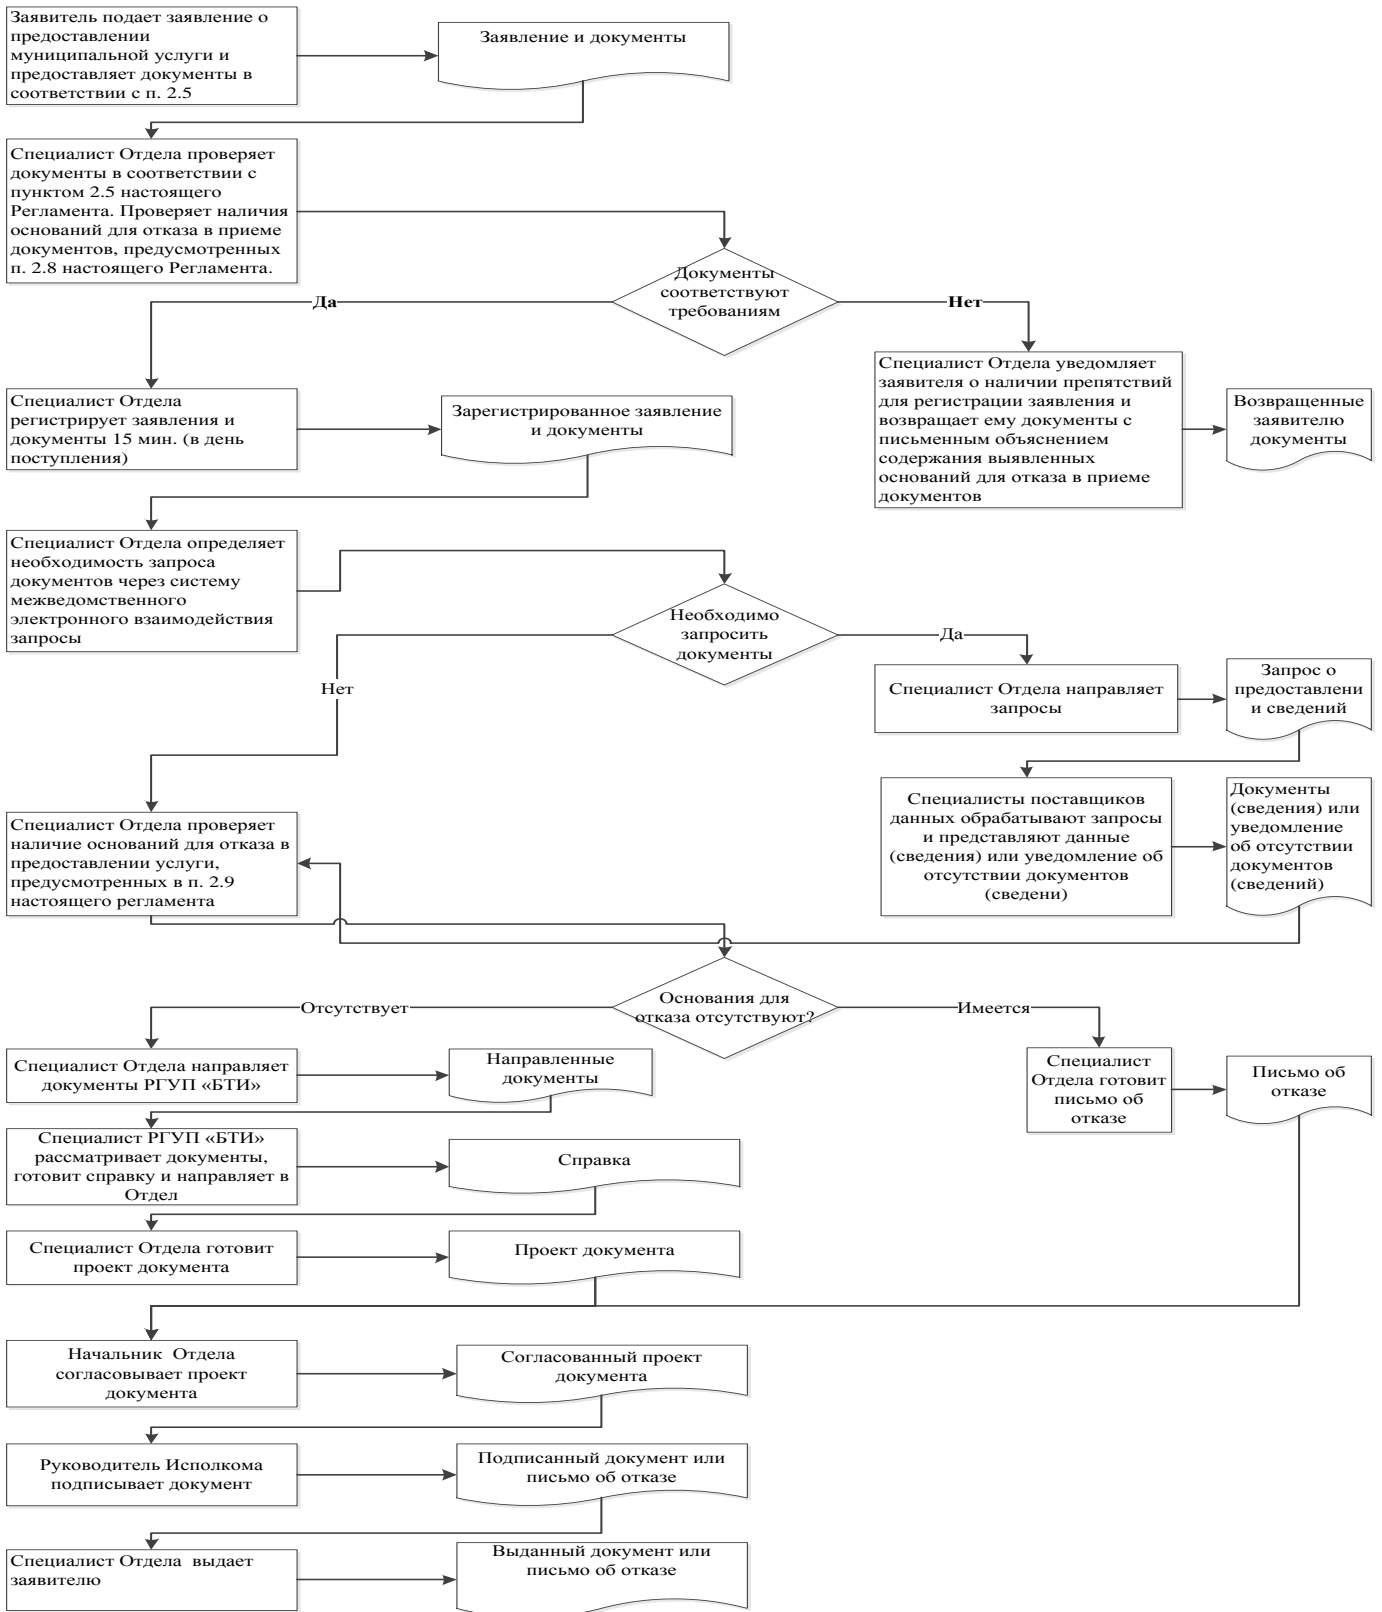 Заявитель подает заявление о
предоставлении
муниципальной услуги и
предоставляет документы в
соответствии с п. 2.5
Заявление и документы
Специалист Отдела проверяет
документы в соответствии с
пунктом 2.5 настоящего
Регламента. Проверяет наличия
оснований для отказа в приеме
документов, предусмотренных
п. 2.8 настоящего Регламента.
Документы
соответствуют
требованиям
Да
Нет
Специалист Отдела
регистрирует заявления и
документы 15 мин. (в день
поступления)
Зарегистрированное заявление
и документы
Специалист Отдела уведомляет
заявителя о наличии препятствий
для регистрации заявления и
возвращает ему документы с
письменным объяснением
содержания выявленных
оснований для отказа в приеме
документов
Возвращенные
заявителю
документы
Специалист Отдела определяет
необходимость запроса
документов через систему
межведомственного
электронного взаимодействия
запросы
Необходимо
запросить
документы
Да
Нет
Специалист Отдела направляет
запросы
Запрос о
предоставлени
и сведений
Специалист Отдела проверяет
наличие оснований для отказа в
предоставлении услуги,
предусмотренных в п. 2.9
настоящего регламента
Специалисты поставщиков
данных обрабатывают запросы
и представляют данные
(сведения) или уведомление об
отсутствии документов
(сведени)
Документы
(сведения) или
уведомление
об отсутствии
документов
(сведений)
Основания для
отказа отсутствуют?
Отсутствует
Имеется
Специалист Отдела направляет
документы РГУП «БТИ»
Направленные
документы
Специалист
Отдела готовит
письмо об
отказе
Письмо об
отказе
Специалист РГУП «БТИ»
рассматривает документы,
готовит справку и направляет в
Отдел
Справка
Специалист Отдела готовит
проект документа
Проект документа
Начальник  Отдела
согласовывает проект
документа
Согласованный проект
документа
Руководитель Исполкома
подписывает документ
Подписанный документ или
письмо об отказе
Специалист Отдела  выдает
заявителю
Выданный документ или
письмо об отказе